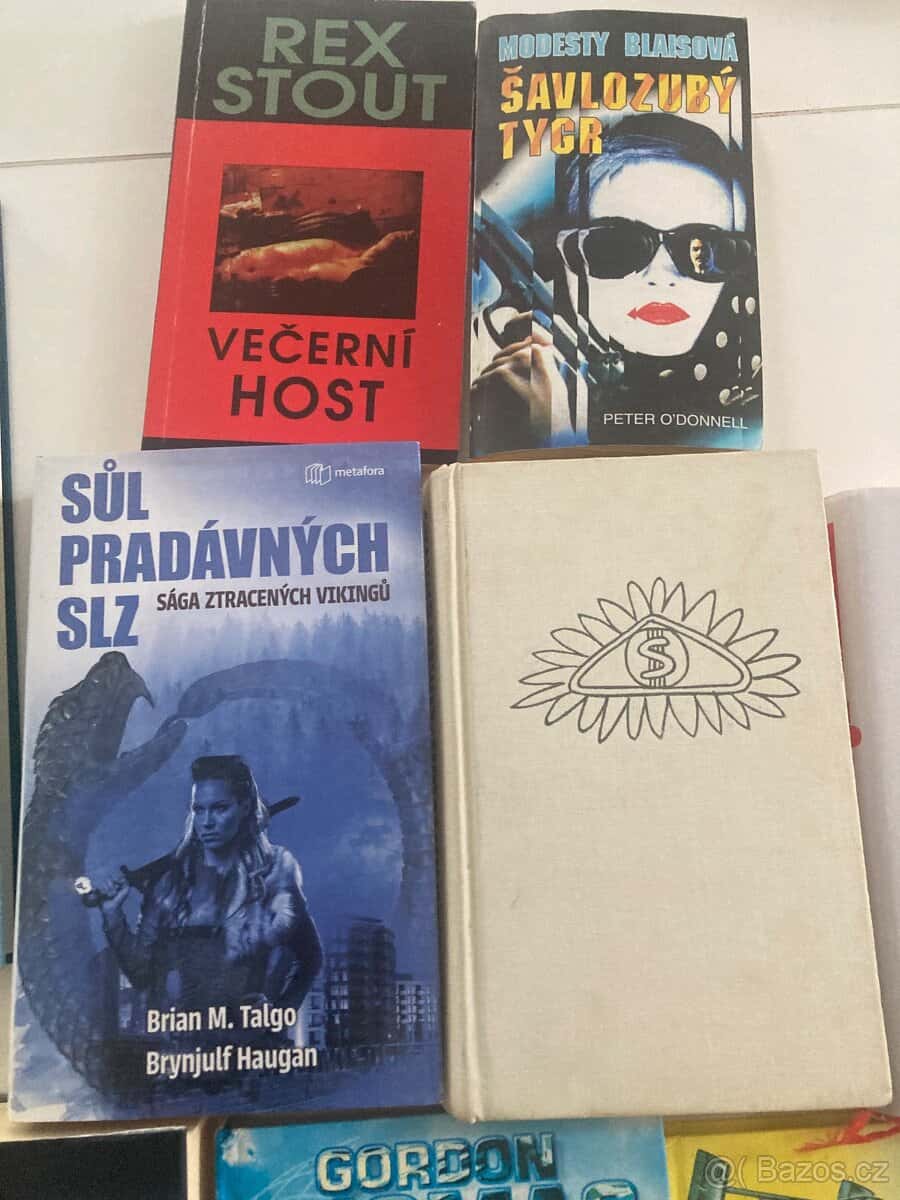 REX
STOUT
VEČERNÍ
HOST
MODESTY BLAISOVÁ
ŠAVLOZUBÝ
TYGR
PETER O'DONNELL
metafora
SŮL
PRADÁVNÝCH
SLZ
SÁGA ZTRACENÝCH VIKINGŮ
Brian M. Talgo
Brynjulf Haugan
$
GORDON
Bazos.cz